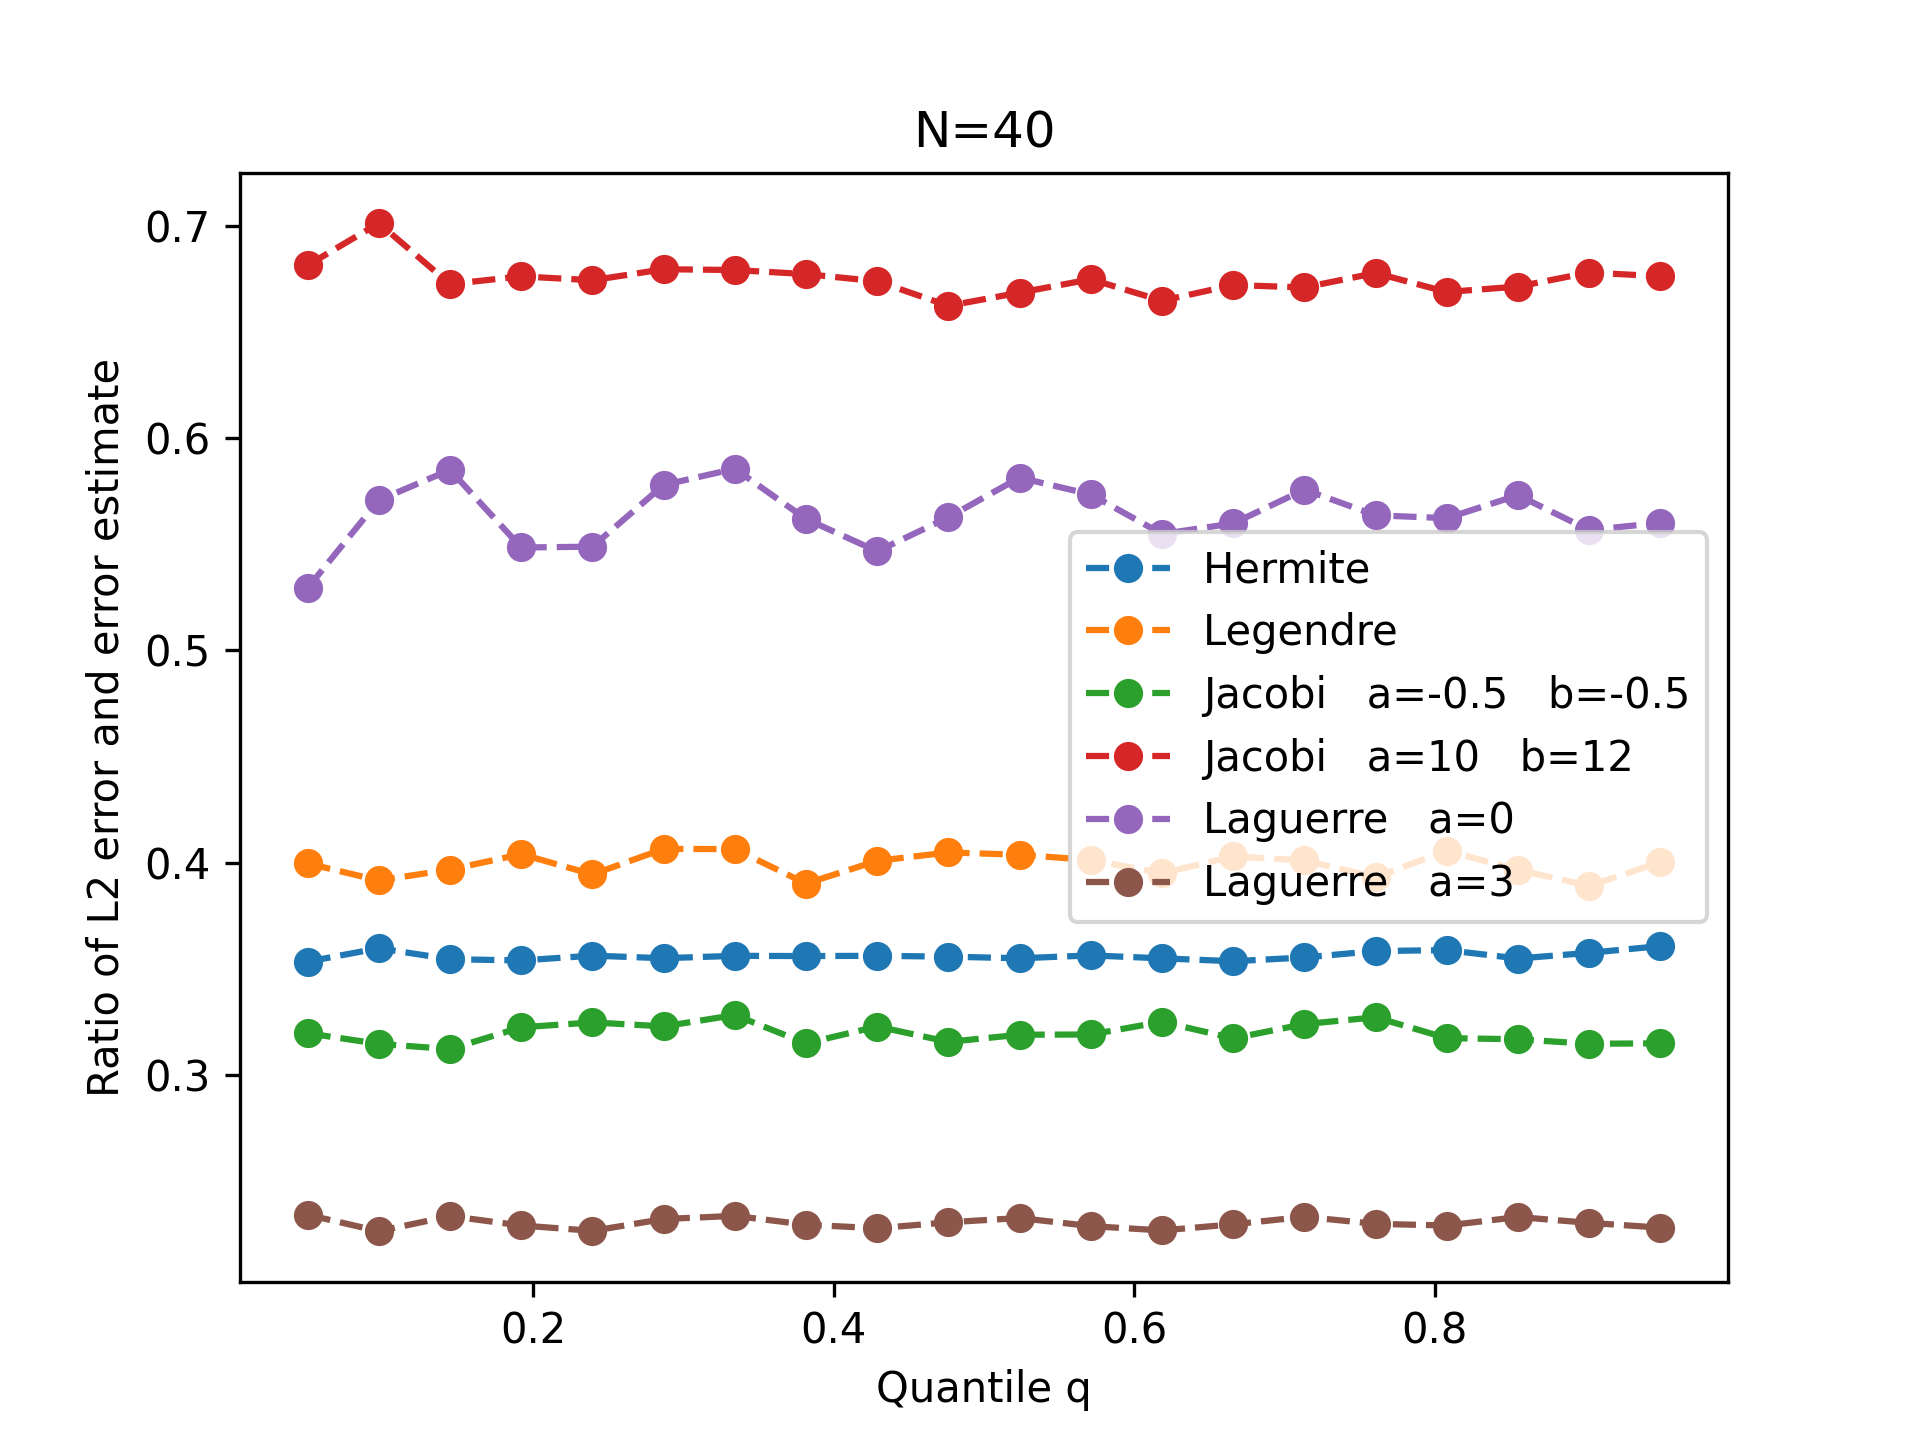 N=40
Ratio of L2 error and error estimate
0.7
0.6
0.5
0.4
0.3
Hermite
Legendre
Jacobi a=-0.5 b=-0.5
Jacobi a=10 b=12
Laguerre a=0
Laguerre a=3
0.2 0.4 0.6 0.8
Quantile q